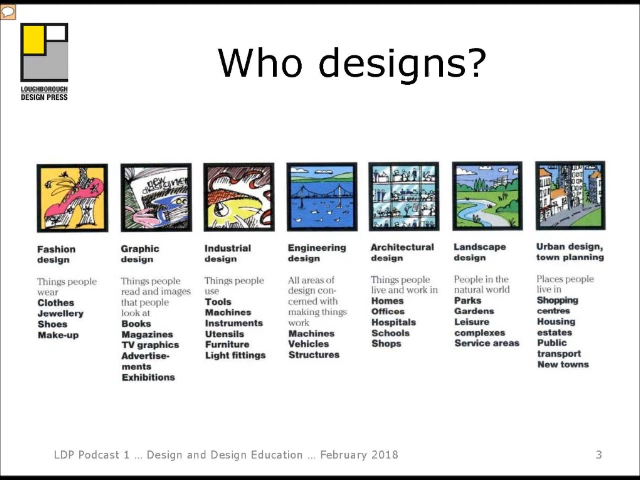 Who designs?
LOUGHBOROUGH
DESIGN PRESS
Fashion
design
Things people
wear
Clothes
Jewellery
Shoes
Make-up
Graphic
design
Things people
read and images
that people
look at
Books
Magazines
TV graphics
Advertise-
ments
Exhibitions
Industrial
design
Things people
use
Tools
Machines
Instruments
Utensils
Furniture
Light fittings
Engineering
design
All areas of
design con-
cerned with
making things
work
Machines
Vehicles
Structures
Architectural
design
Things people
live and work in
Homes
Offices
Hospitals
Schools
Shops
Landscape
design
People in the
natural world
Parks
Gardens
Leisure
complexes
Service areas
Urban design,
town planning
Places people
live in
Shopping
centres
Housing
estates
Public
transport
New towns
LDP Podcast 1 … Design and Design Education … February 2018
3